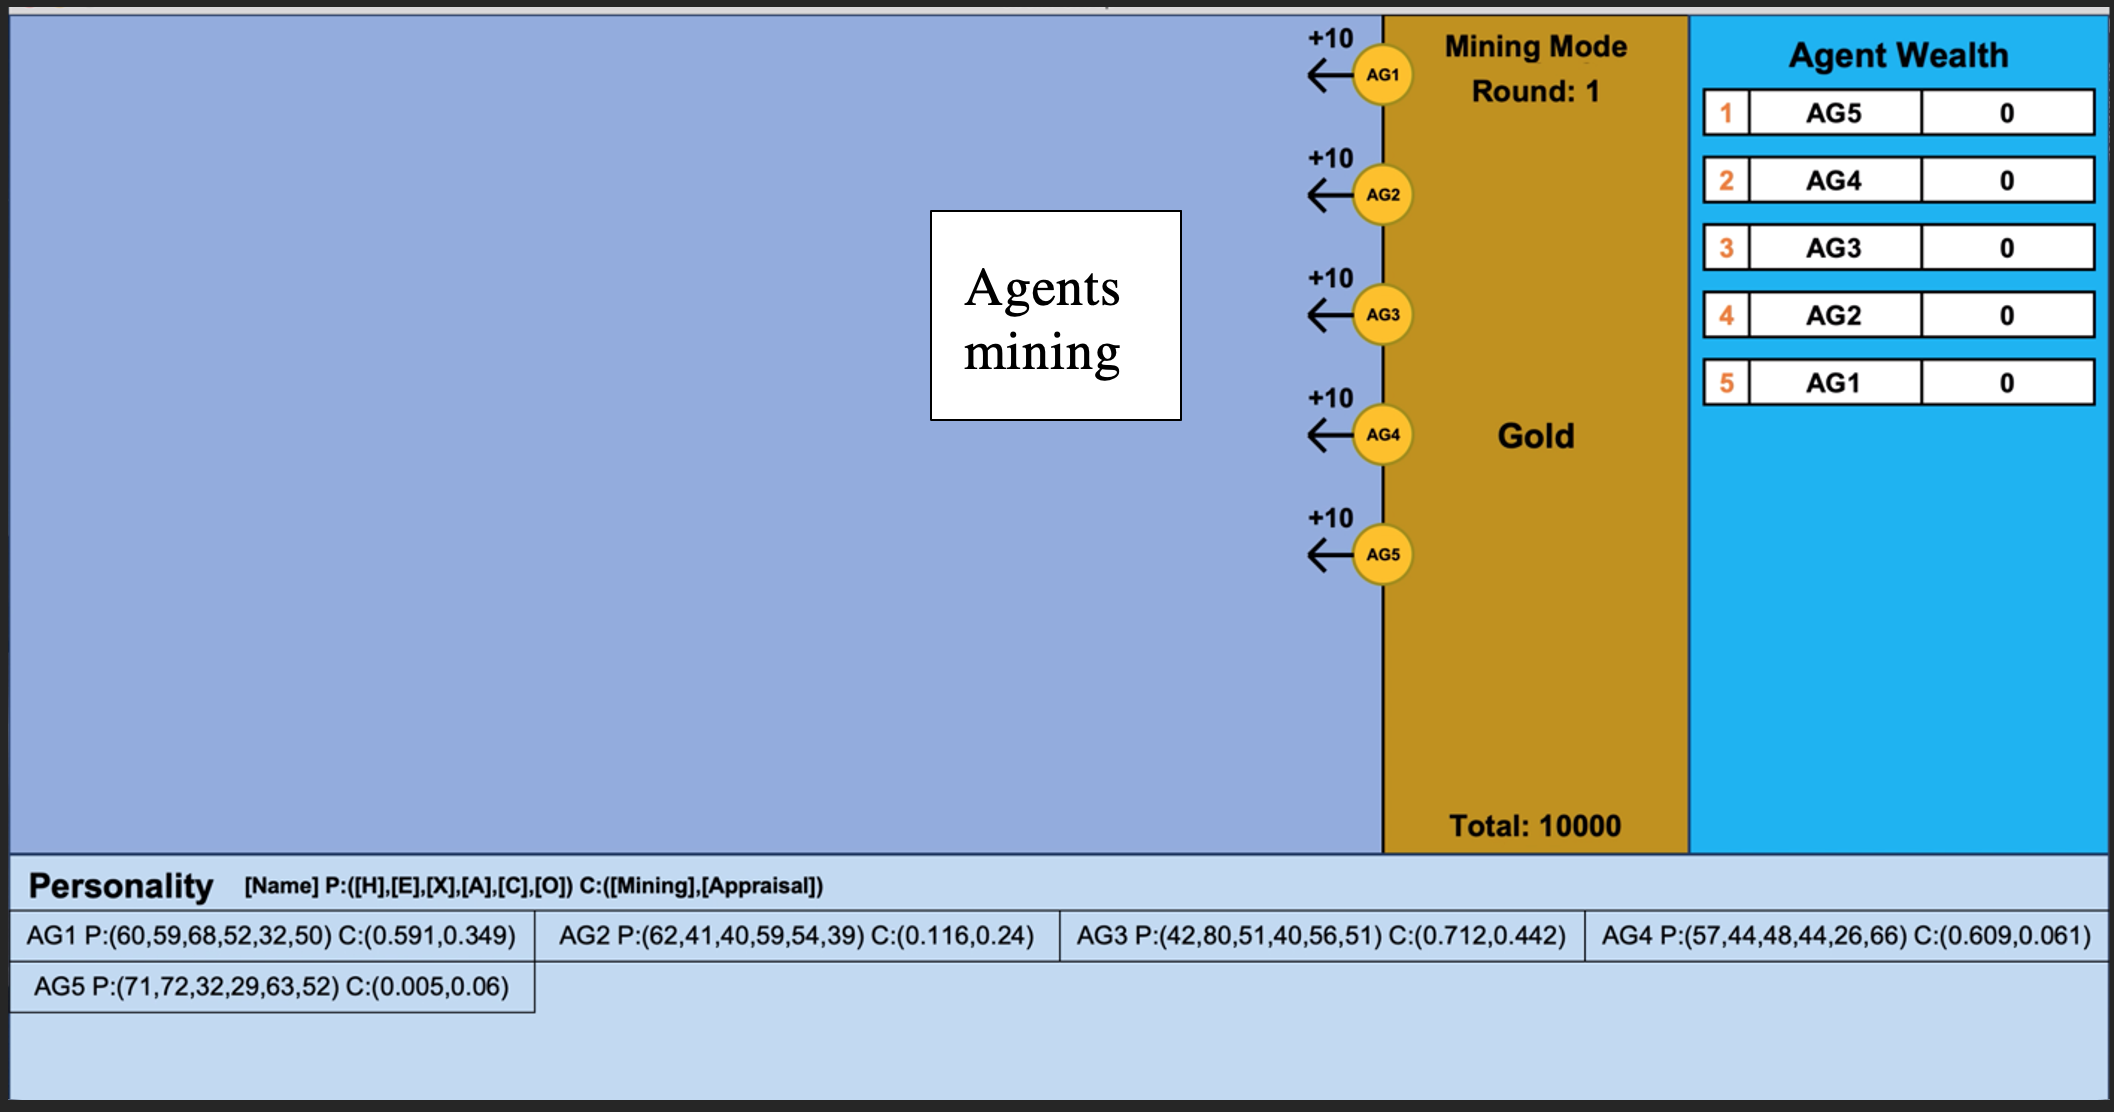 +10
AG1
+10
AG2
+10
AG3
+10
AG4
+10
AG5
Agents
mining
Mining Mode
Round: 1
Gold
Total: 10000
Agent Wealth
1 AG5 0
2 AG4 0
3 AG3 0
4 AG2 0
5 AG1 0
Personality [Name] P:([H],[E],[X],[A],[C],[O]) C:([Mining],[Appraisal])
AG1 P:(60,59,68,52,32,50) C:(0.591,0.349) AG2 P:(62,41,40,59,54,39) C:(0.116,0.24) AG3 P:(42,80,51,40,56,51) C:(0.712,0.442) AG4 P:(57,44,48,44,26,66) C:(0.609,0.061)
AG5 P:(71,72,32,29,63,52) C:(0.005,0.06)